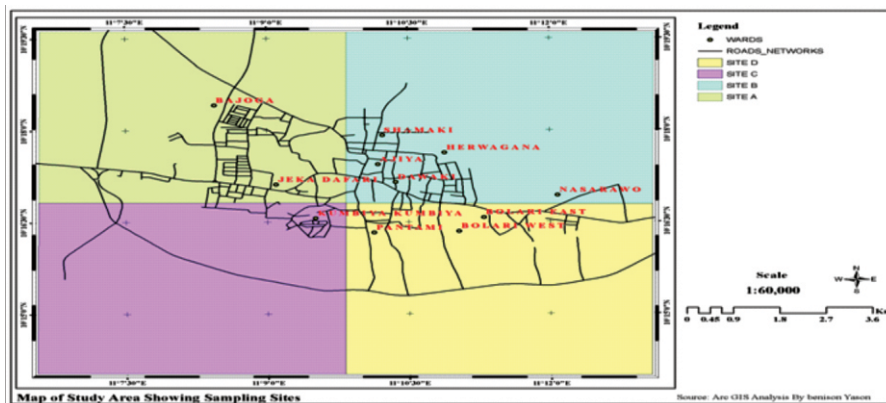 11°7'30"E 11°9'0"E 11°10'30"E 11°12'0"E
Legend
WARDS
ROADS_NETWORKS
SITE D
SITE C
SITE B
SITE A
BAJOGA
SHAMAKI
HERWAGANA
AJIYA
DAWAKI
JEKA DAFARI
NASARAWO
KUMBIYA KUMBIYA
BOLARI EAST
PANTAMI
BOLARI WEST
Scale
1:60,000
N
W E
S
0 0.45 0.9 1.8 2.7 3.6
11°7'30"E 11°9'0"E 11°10'30"E 11°12'0"E
Map of Study Area Showing Sampling Sites
Source: Arc GIS Analysis By benison Yason